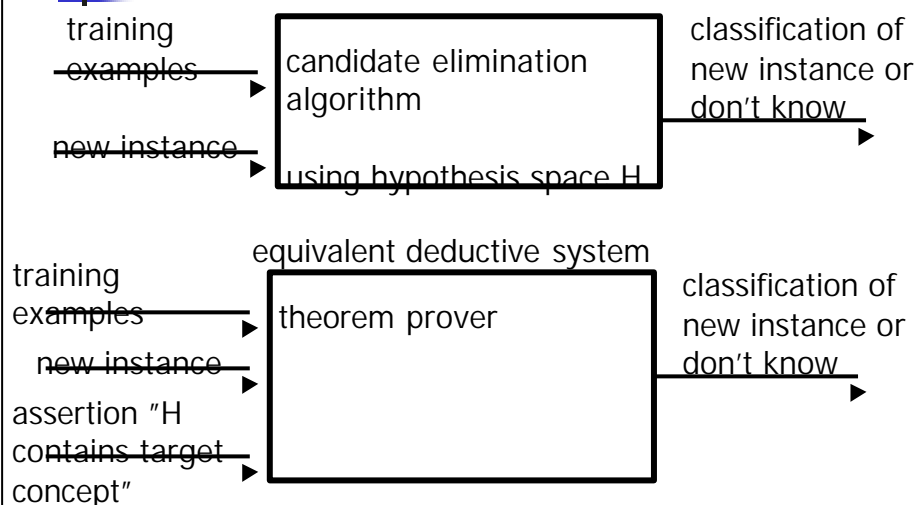 training
examples
new instance
candidate elimination
algorithm
using hypothesis space H
classification of
new instance or
don't know
equivalent deductive system
training
examples
new instance
assertion "H
contains target
concept"
theorem prover
classification of
new instance or
don't know